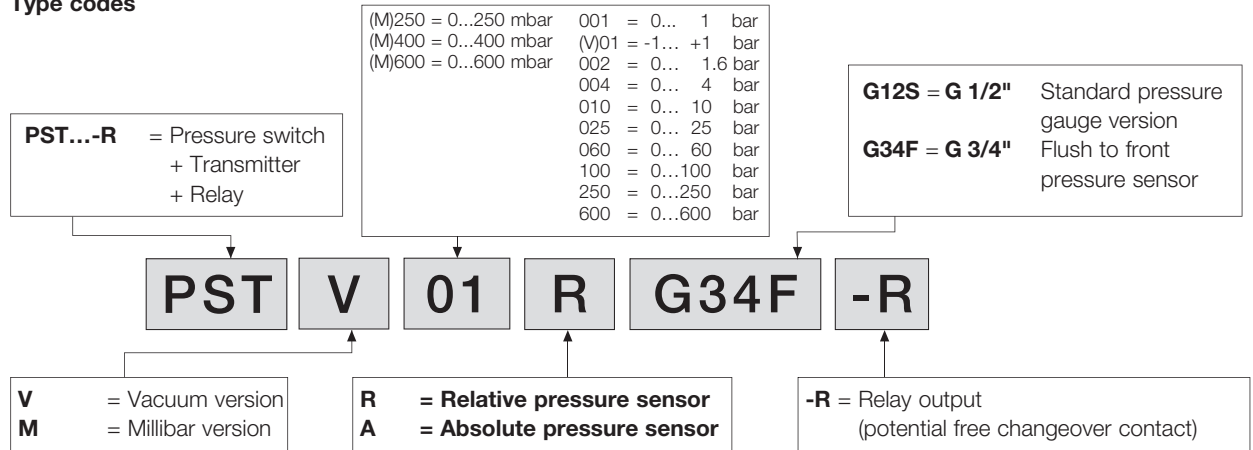 Type codes
(M)250 = 0...250 mbar
(M)400 = 0...400 mbar
(M)600 = 0...600 mbar
001 = 0... 1 bar
(V)01 = -1... +1 bar
002 = 0... 1.6 bar
004 = 0... 4 bar
010 = 0... 10 bar
025 = 0... 25 bar
060 = 0... 60 bar
100 = 0...100 bar
250 = 0...250 bar
600 = 0...600 bar
G12S = G 1/2" Standard pressure
gauge version
G34F = G 3/4" Flush to front
pressure sensor
PST...-R = Pressure switch
+ Transmitter
+ Relay
PST V 01 R G34F -R
V = Vacuum version
M = Millibar version
R = Relative pressure sensor
A = Absolute pressure sensor
-R = Relay output
(potential free changeover contact)